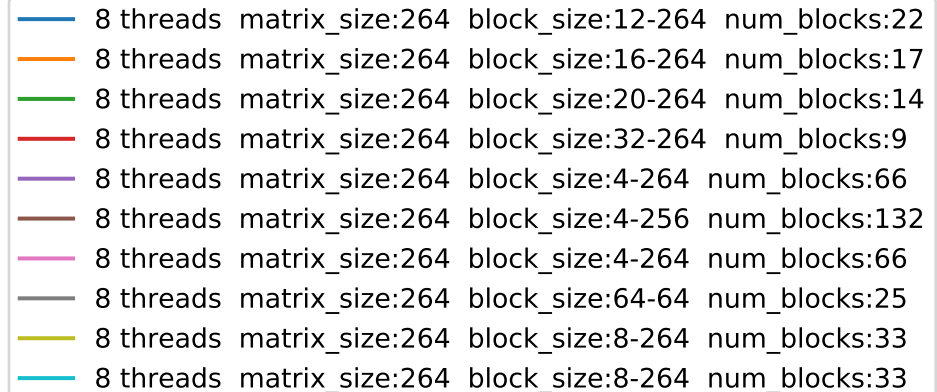 8 threads matrix_size:264 block_size:12-264 num_blocks:22
8 threads matrix_size:264 block_size:16-264 num_blocks:17
8 threads matrix_size:264 block_size:20-264 num_blocks:14
8 threads matrix_size:264 block_size:32-264 num_blocks:9
8 threads matrix_size:264 block_size:4-264 num_blocks:66
8 threads matrix_size:264 block_size:4-256 num_blocks:132
8 threads matrix_size:264 block_size:4-264 num_blocks:66
8 threads matrix_size:264 block_size:64-64 num_blocks:25
8 threads matrix_size:264 block_size:8-264 num_blocks:33
8 threads matrix_size:264 block_size:8-264 num_blocks:33